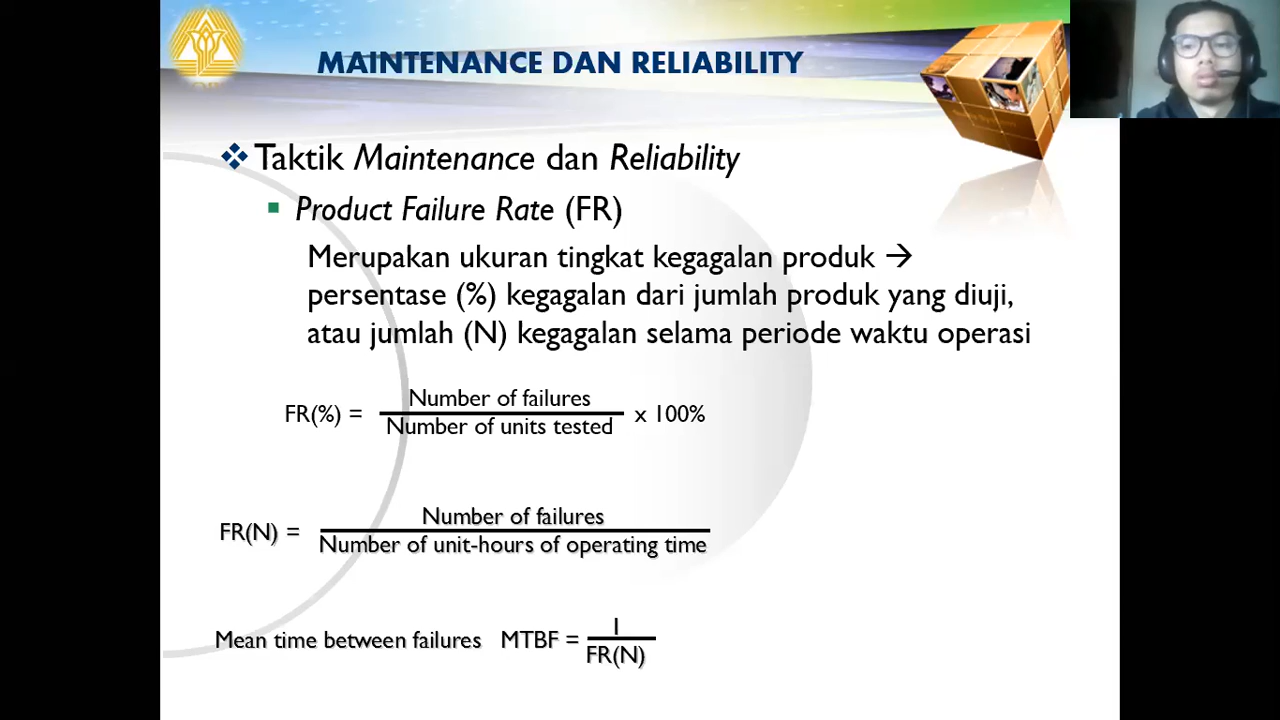 MAINTENANCE DAN RELIABILITY
Taktik Maintenance dan Reliability
Product Failure Rate (FR)
Merupakan ukuran tingkat kegagalan produk →
persentase (%) kegagalan dari jumlah produk yang diuji,
atau jumlah (N) kegagalan selama periode waktu operasi
FR(%) = Number of failures
Number of units tested x 100%
FR(N) = Number of failures
Number of unit-hours of operating time
Mean time between failures MTBF = 1
FR(N)